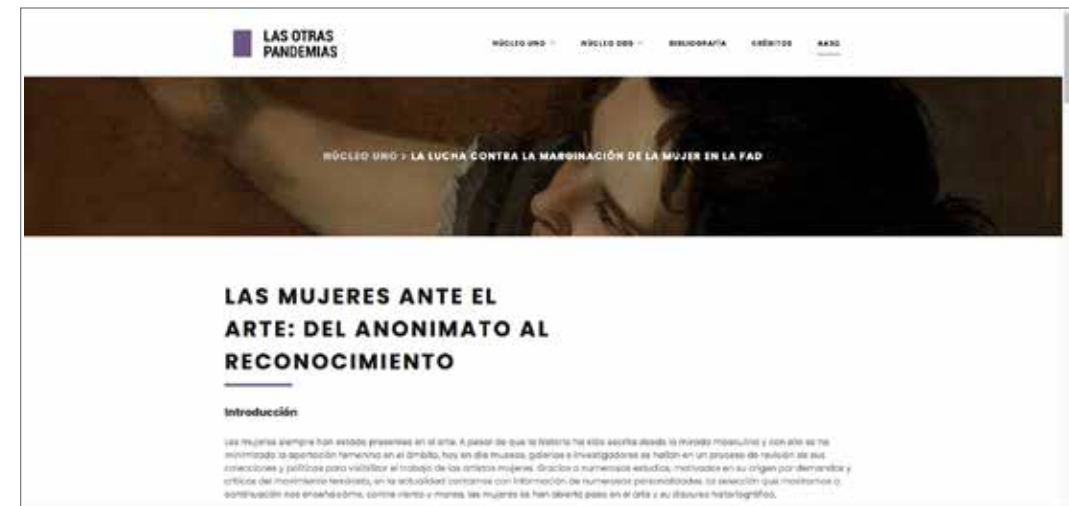 LAS OTRAS
PANDEMIAS
NÚCLEO UNO
NÚCLEO DOS
BIBLIOGRAFÍA
CRÉDITOS
NÚCLEO UNO > LA LUCHA CONTRA LA MARGINACIÓN DE LA MUJER EN LA FAD
LAS MUJERES ANTE EL
ARTE: DEL ANONIMATO AL
RECONOCIMIENTO
Introducción
Las mujeres siempre han estado presentes en el arte. A pesar de que la historia ha sido escrita desde la mirada masculina y con ello se ha
minimizado la aportación femenina en el ámbito, hoy en día museos, galerías e investigadores se hallan en un proceso de revisión de sus
colecciones y políticas para visibilizar el trabajo de las artistas mujeres. Gracias a numerosos estudios, motivados en su origen por demandas y
críticas del movimiento feminista, en la actualidad contamos con información de numerosas personalidades. La selección que mostramos a
continuación nos enseña cómo, contra viento y marea, las mujeres se han abierto paso en el arte y su discurso historiográfico.